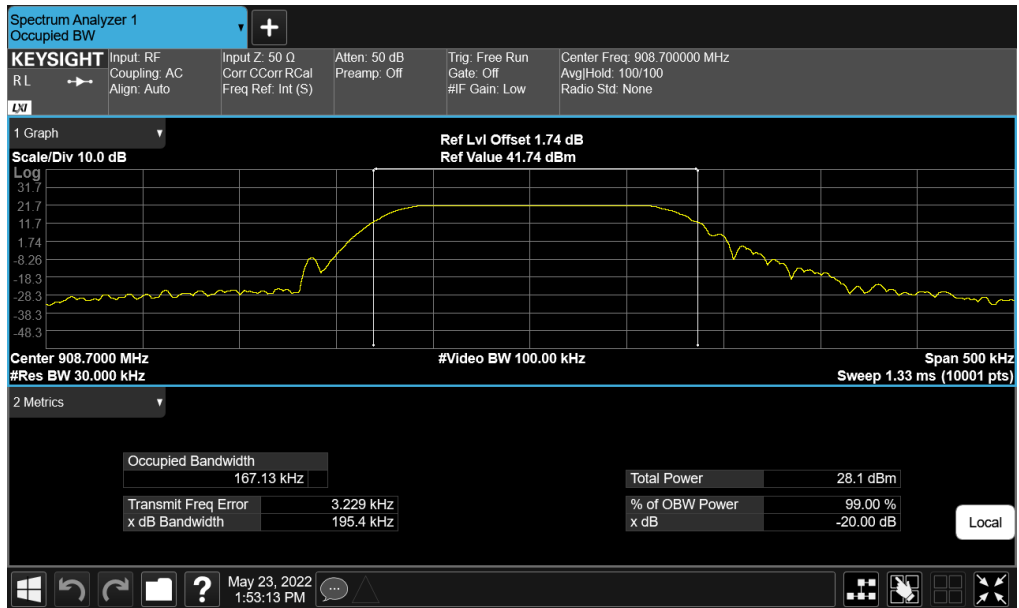 Spectrum Analyzer 1
Occupied BW
+
KEYSIGHT
R L
LXI
Input: RF
Coupling: AC
Align: Auto
Input Z: 50 Ω
Corr CCorr RCal
Freq Ref: Int (S)
Atten: 50 dB
Preamp: Off
Trig: Free Run
Gate: Off
#IF Gain: Low
Center Freq: 908.700000 MHz
Avg|Hold: 100/100
Radio Std: None
1 Graph
Scale/Div 10.0 dB
Ref Lvl Offset 1.74 dB
Ref Value 41.74 dBm
Log
31.7
21.7
11.7
1.74
-8.26
-18.3
-28.3
-38.3
-48.3
Center 908.7000 MHz
#Res BW 30.000 kHz
#Video BW 100.00 kHz
Span 500 kHz
Sweep 1.33 ms (10001 pts)
2 Metrics
Occupied Bandwidth
167.13 kHz
Transmit Freq Error 3.229 kHz
x dB Bandwidth 195.4 kHz
Total Power 28.1 dBm
% of OBW Power 99.00 %
x dB -20.00 dB
Local
?
May 23, 2022
1:53:13 PM